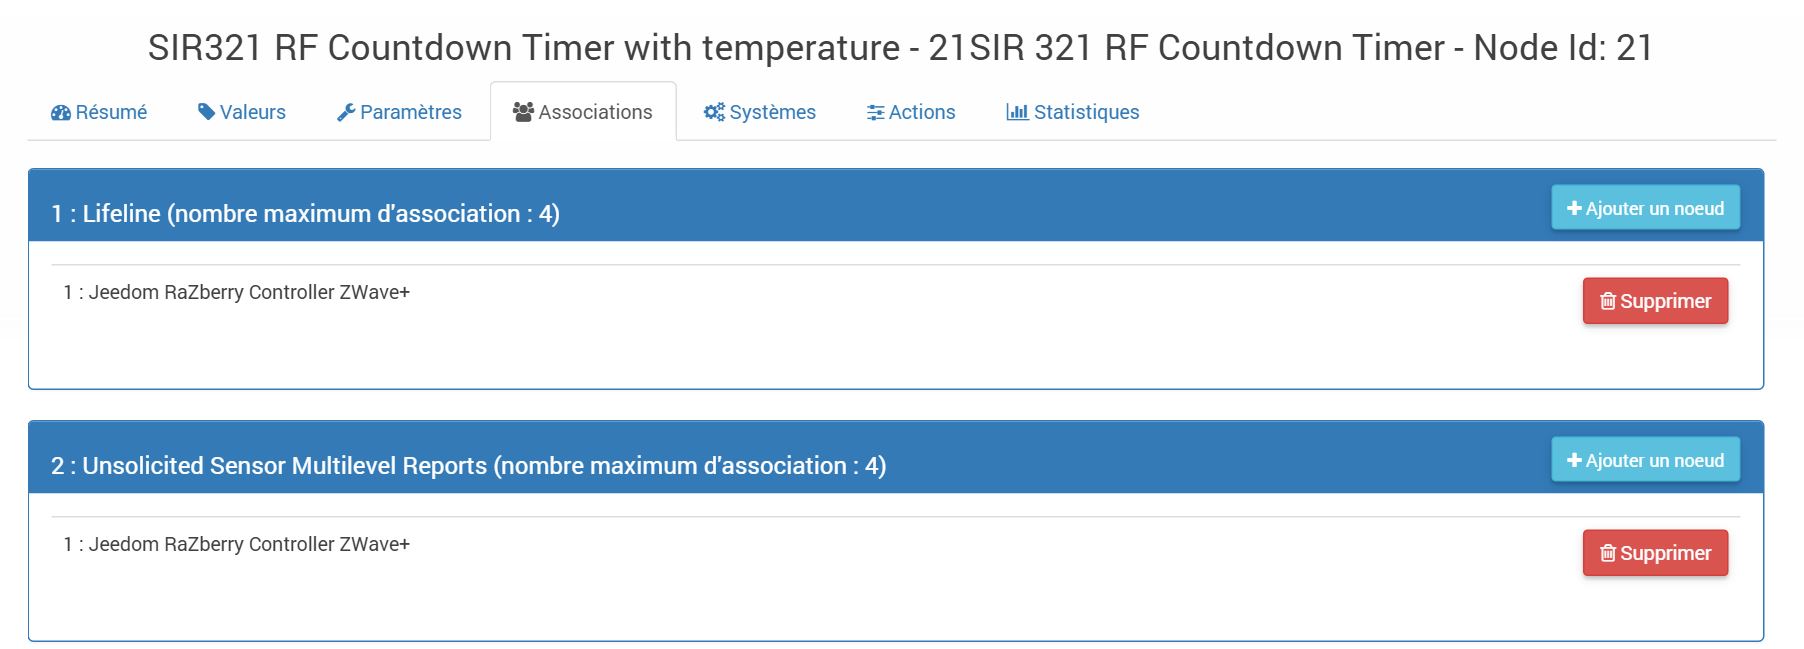 SIR321 RF Countdown Timer with temperature - 21SIR 321 RF Countdown Timer - Node Id: 21
Résumé Valeurs Paramètres Associations Systèmes Actions Statistiques
1 : Lifeline (nombre maximum d'association : 4) + Ajouter un noeud
1 : Jeedom RaZberry Controller ZWave+ Supprimer
2 : Unsolicited Sensor Multilevel Reports (nombre maximum d'association : 4) + Ajouter un noeud
1 : Jeedom RaZberry Controller ZWave+ Supprimer